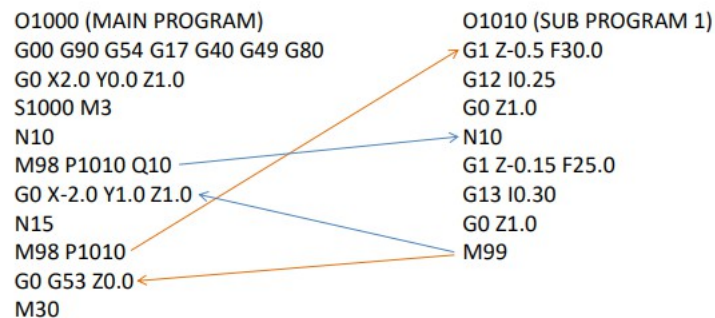 O1000 (MAIN PROGRAM)
G00 G90 G54 G17 G40 G49 G80
G0 X2.0 Y0.0 Z1.0
S1000 M3
N10
M98 P1010 Q10
G0 X-2.0 Y1.0 Z1.0
N15
M98 P1010
G0 G53 Z0.0
M30
O1010 (SUB PROGRAM 1)
G1 Z-0.5 F30.0
G12 I0.25
G0 Z1.0
N10
G1 Z-0.15 F25.0
G13 I0.30
G0 Z1.0
M99